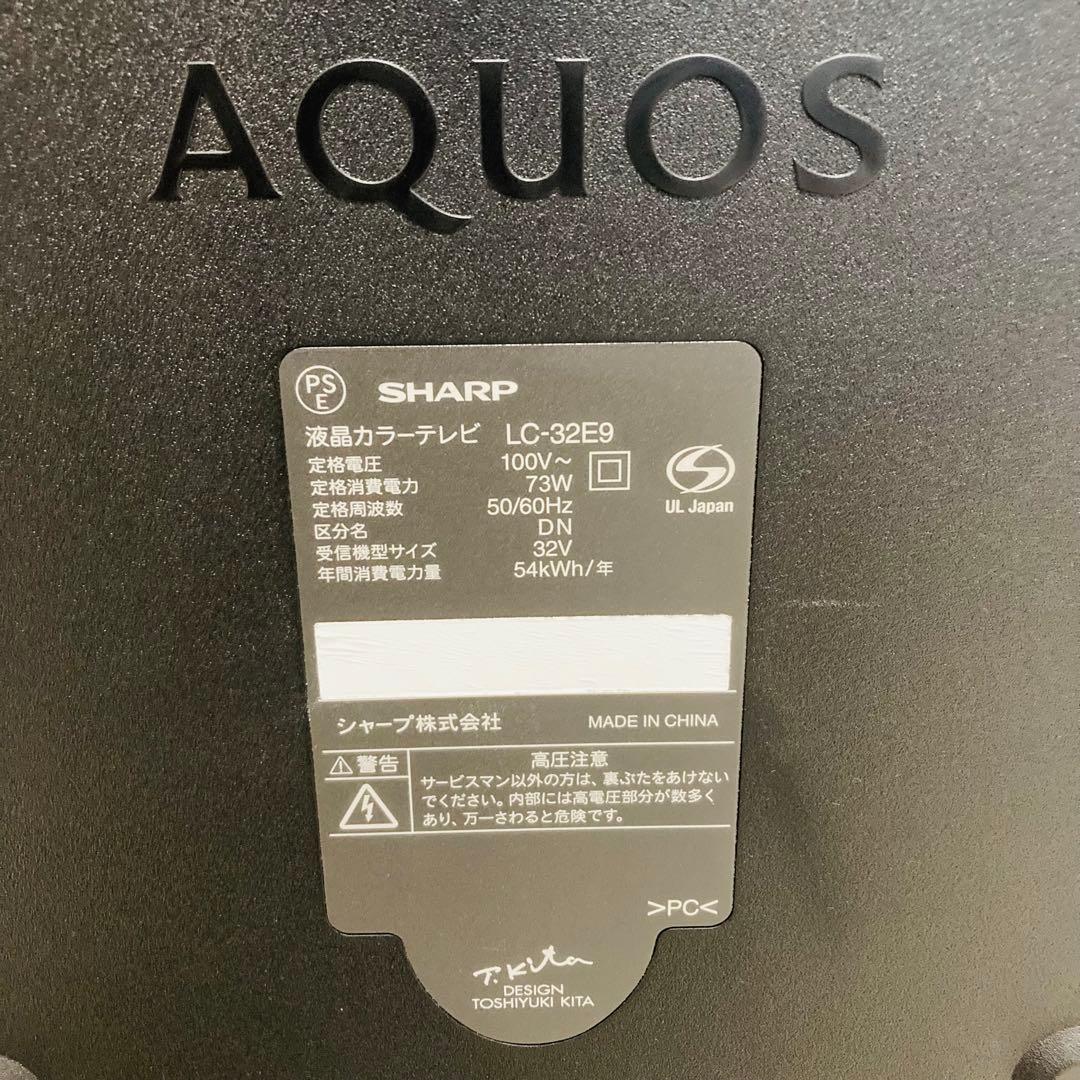 AQUOS
PS E SHARP
液晶カラーテレビ LC-32E9
定格電圧 100V～
定格消費電力 73W
定格周波数 50/60Hz
区分名 DN
受信機型サイズ 32V
年間消費電力量 54kWh/年
S
UL Japan
シャープ株式会社 MADE IN CHINA
⚠警告 高圧注意
サービスマン以外の方は、裏ぶたをあけない
でください。内部には高電圧部分が数多く
あり、万一さわると危険です。
>PC<
T. Kita
DESIGN
TOSHIYUKI KITA